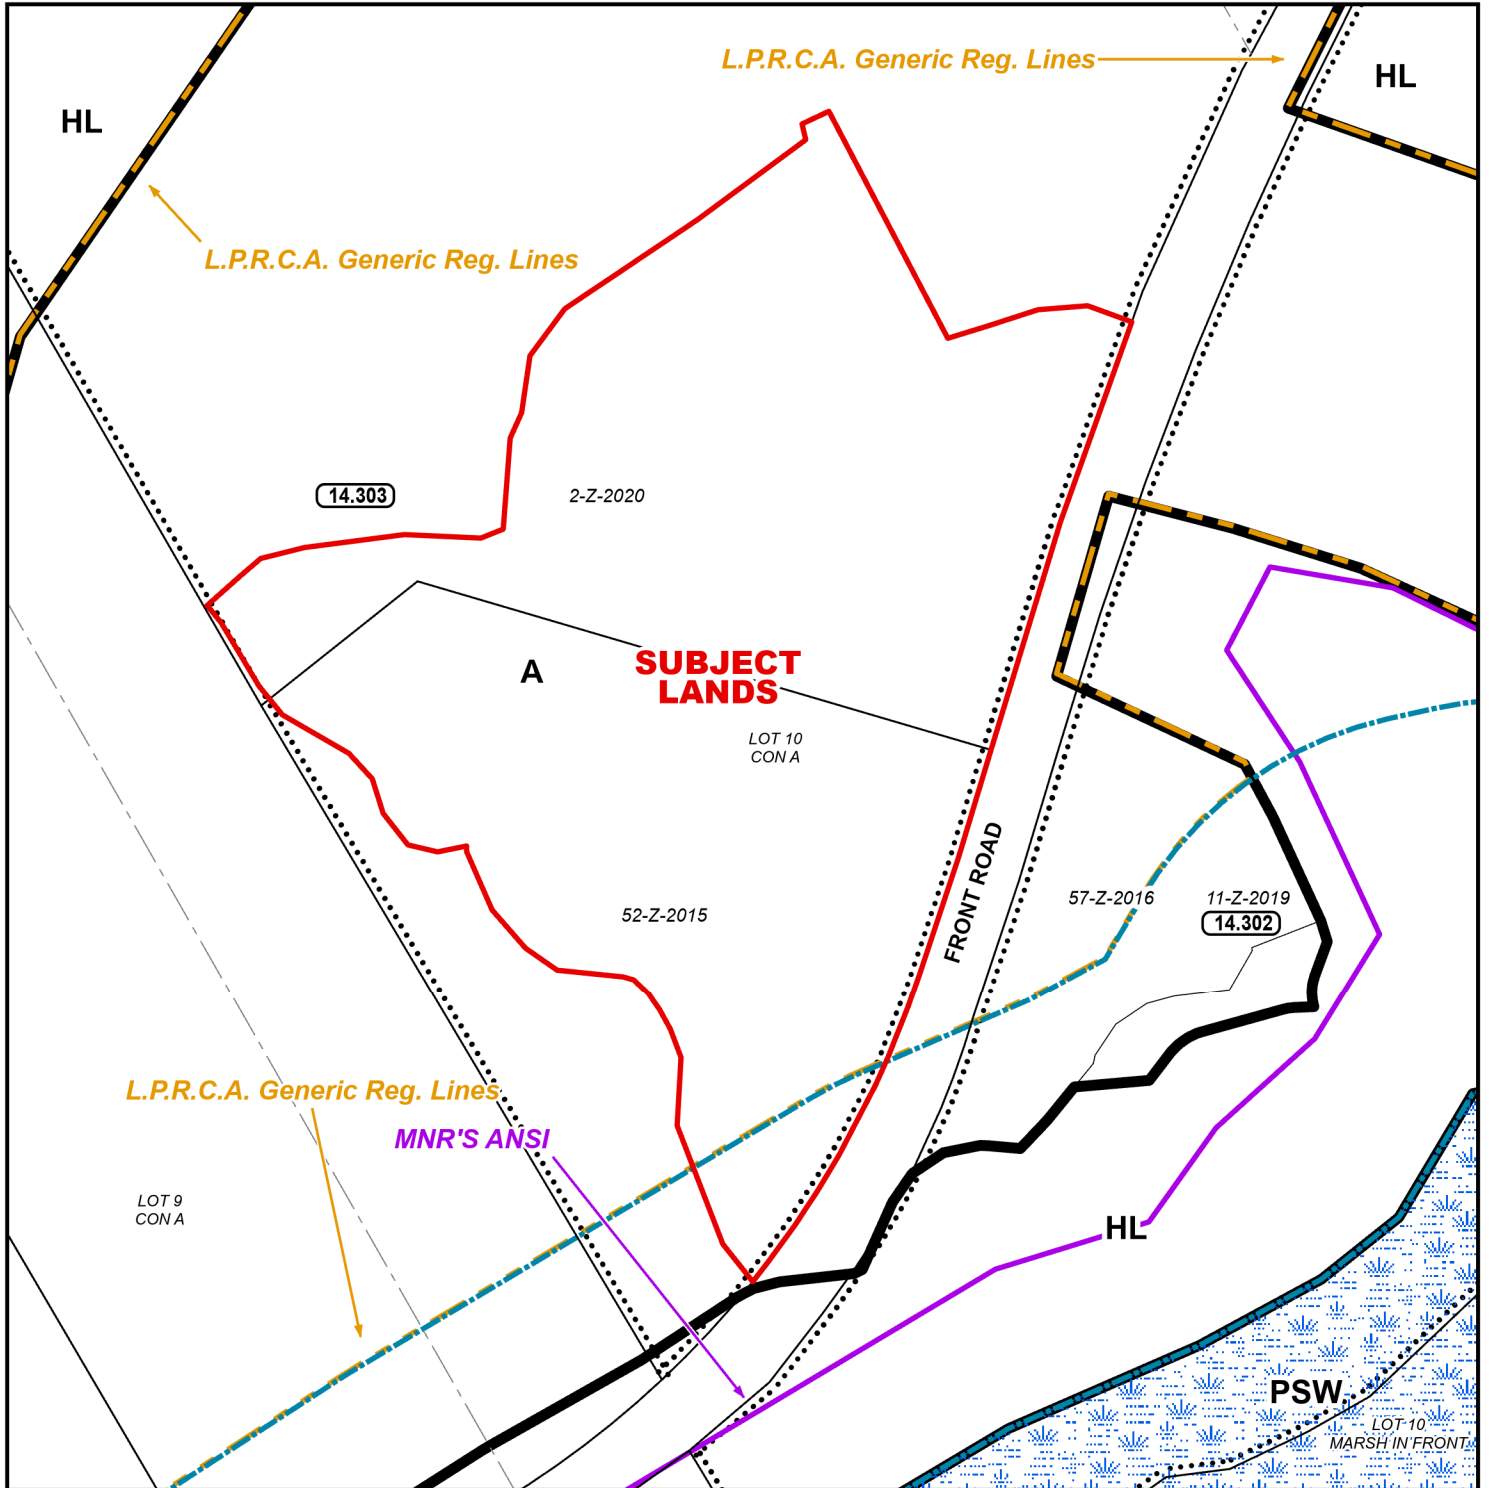 L.P.R.C.A. Generic Reg. Lines
HL
HL
L.P.R.C.A. Generic Reg. Lines
14.303
2-Z-2020
SUBJECT
LANDS
A
LOT 10
CON A
FRONT ROAD
57-Z-2016
11-Z-2019
14.302
52-Z-2015
L.P.R.C.A. Generic Reg. Lines
MNR'S ANSI
LOT 9
CON A
HL
PSW
LOT 10
MARSH IN FRONT